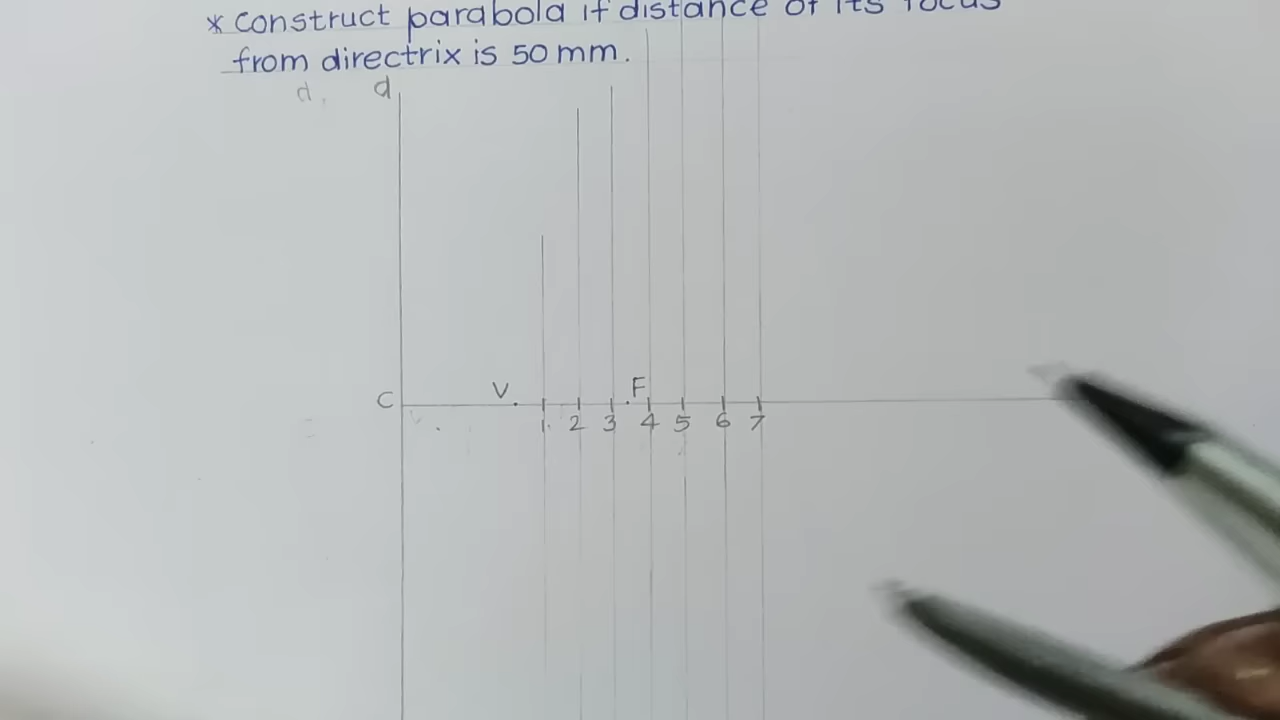 * construct parabola if distance of its focus
from directrix is 50 mm.
d, d
V. .F
C
1. 2 3 4 5 6 7